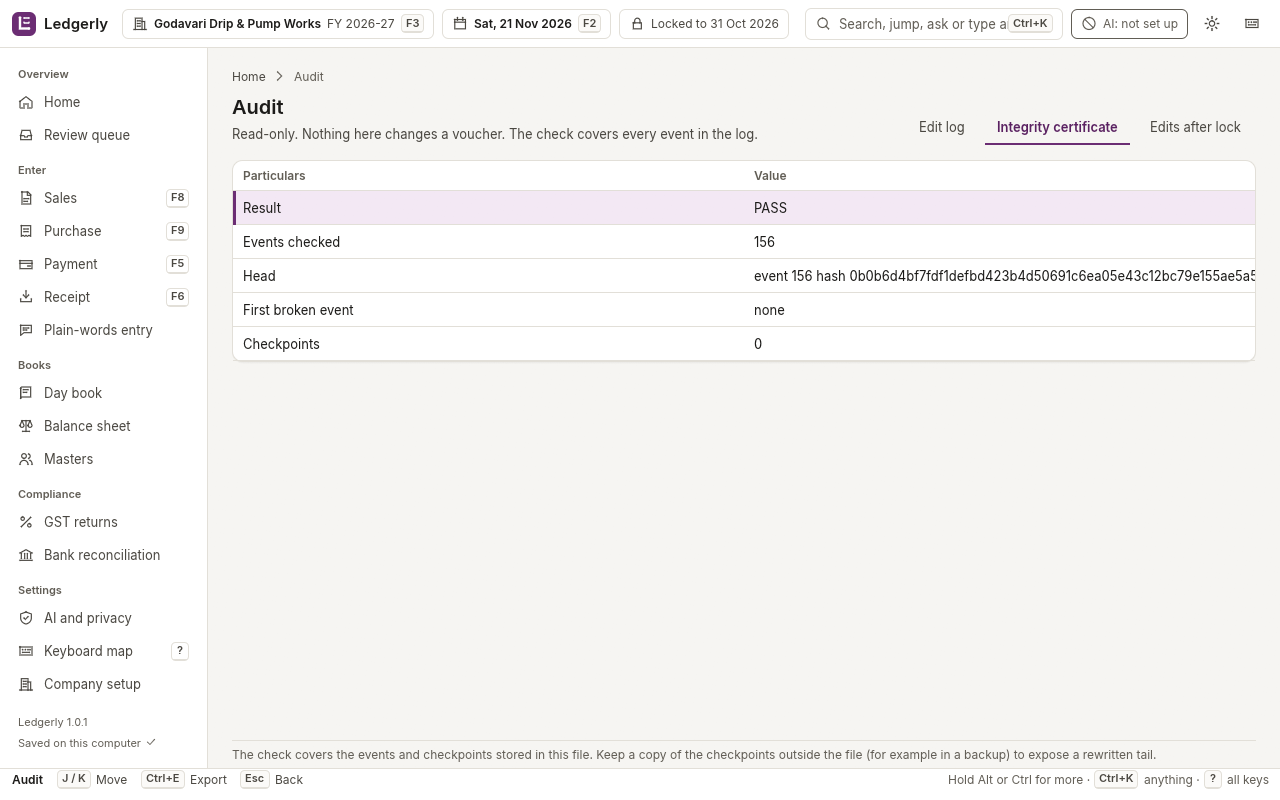 Ledgerly
Godavari Drip & Pump Works FY 2026-27 F3
Sat, 21 Nov 2026 F2
Locked to 31 Oct 2026
Search, jump, ask or type a Ctrl+K
AI: not set up
Overview
Home
Review queue
Enter
Sales F8
Purchase F9
Payment F5
Receipt F6
Plain-words entry
Books
Day book
Balance sheet
Masters
Compliance
GST returns
Bank reconciliation
Settings
AI and privacy
Keyboard map ?
Company setup
Ledgerly 1.0.1
Saved on this computer
Home > Audit
Audit
Read-only. Nothing here changes a voucher. The check covers every event in the log.
Edit log Integrity certificate Edits after lock
Particulars Value
Result PASS
Events checked 156
Head event 156 hash 0b0b6d4bf7fdf1defbd423b4d50691c6ea05e43c12bc79e155ae5a5
First broken event none
Checkpoints 0
The check covers the events and checkpoints stored in this file. Keep a copy of the checkpoints outside the file (for example in a backup) to expose a rewritten tail.
Audit J / K Move Ctrl+E Export Esc Back
Hold Alt or Ctrl for more · Ctrl+K anything · ? all keys